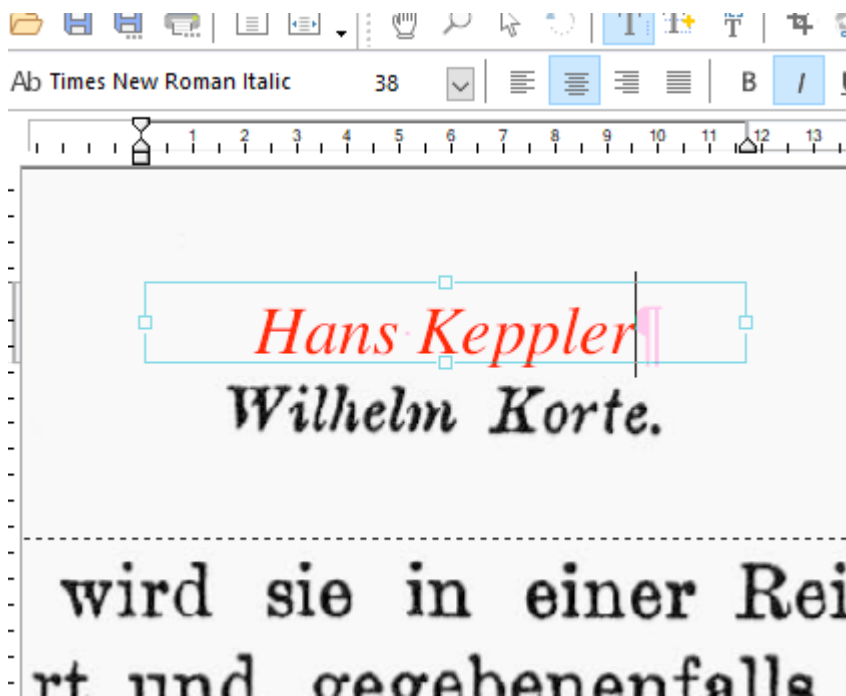 Ab Times New Roman Italic 38 B I U
1 2 3 4 5 6 7 8 9 10 11 12 13
Hans Keppler¶
Wilhelm Korte.
wird sie in einer Rei
rt und gegebenenfalls